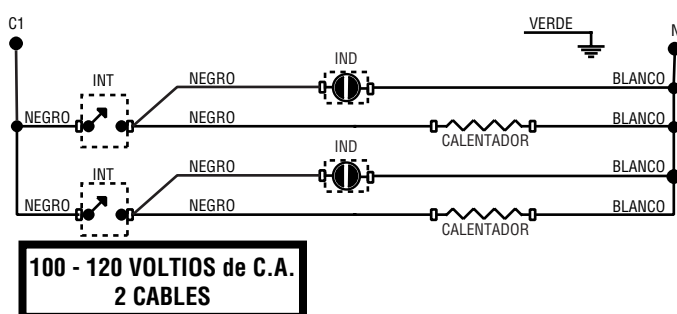 C1
VERDE
N
INT
NEGRO
IND
BLANCO
NEGRO
NEGRO
BLANCO
CALENTADOR
INT
NEGRO
IND
BLANCO
NEGRO
NEGRO
BLANCO
CALENTADOR
100 - 120 VOLTIOS de C.A.
2 CABLES